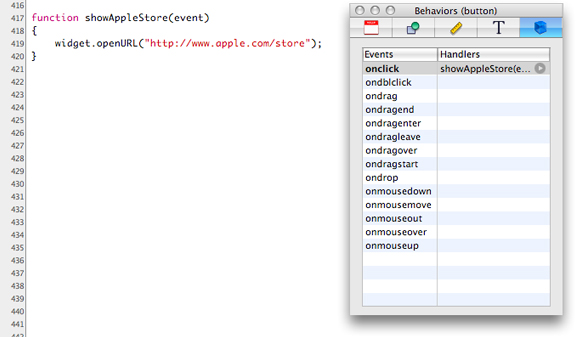 416
417 function showAppleStore(event)
418 {
419 widget.openURL("http://www.apple.com/store");
420 }
421
422
423
424
425
426
427
428
429
430
431
432
433
434
435
436
437
438
439
440
441
Behaviors (button)
T
Events Handlers
onclick showAppleStore(e...
ondblclick
ondrag
ondragend
ondragenter
ondragleave
ondragover
ondragstart
ondrop
onmousedown
onmousemove
onmouseout
onmouseover
onmouseup